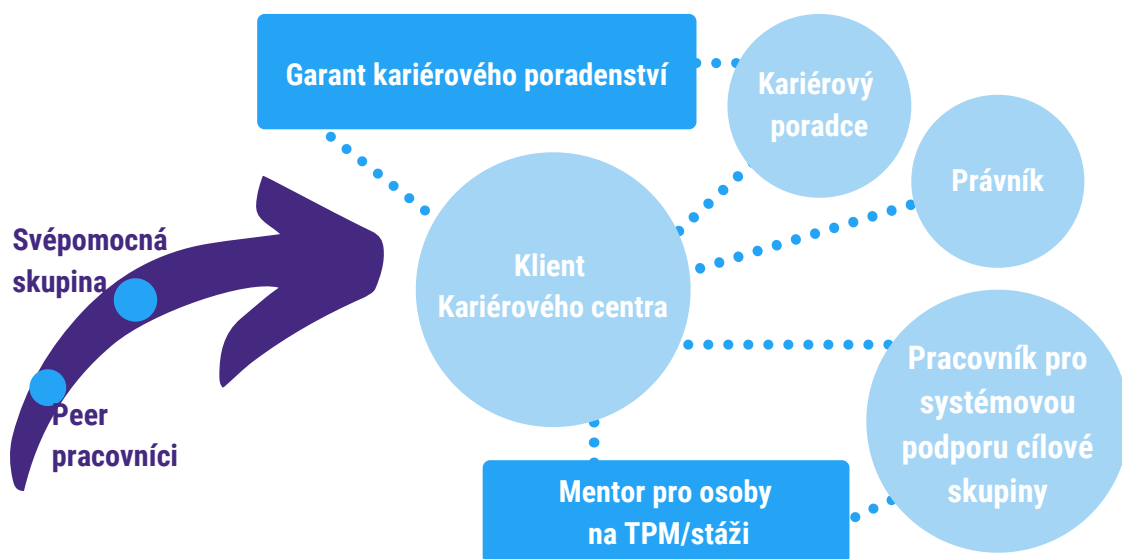 Garant kariérového poradenství
Kariérový
poradce
Právník
Svépomocná
skupina
Klient
Kariérového centra
Peer
pracovníci
Pracovník pro
systémovou
podporu cílové
skupiny
Mentor pro osoby
na TPM/stáži